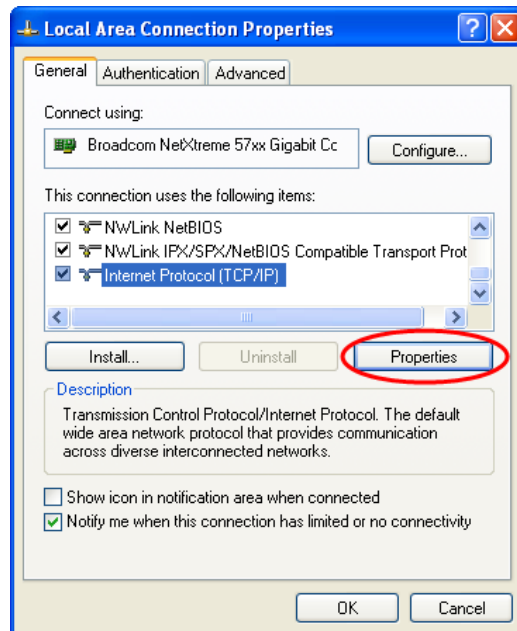 Local Area Connection Properties
General Authentication Advanced
Connect using:
Broadcom NetXtreme 57xx Gigabit Cc
Configure...
This connection uses the following items:
NWLink NetBIOS
NWLink IPX/SPX/NetBIOS Compatible Transport Prot
Internet Protocol (TCP/IP)
Install... Uninstall Properties
Description
Transmission Control Protocol/Internet Protocol. The default
wide area network protocol that provides communication
across diverse interconnected networks.
Show icon in notification area when connected
Notify me when this connection has limited or no connectivity
OK Cancel